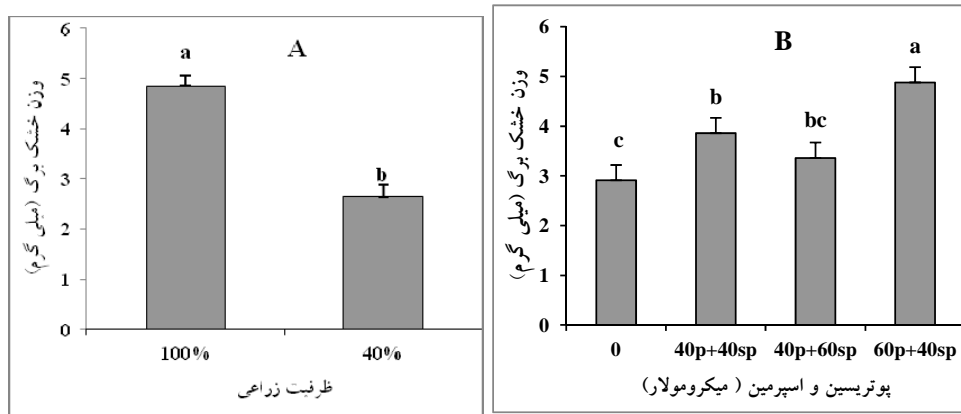 A
وزن خشک برگ (میلی گرم)
6
5
4
3
2
1
0
a
b
100%
40%
ظرفیت زراعی
B
وزن خشک برگ (میلی گرم)
6
5
4
3
2
1
0
c
b
bc
a
0
40p+40sp
40p+60sp
60p+40sp
پوتریسین و اسپرمین ( میکرومولار)